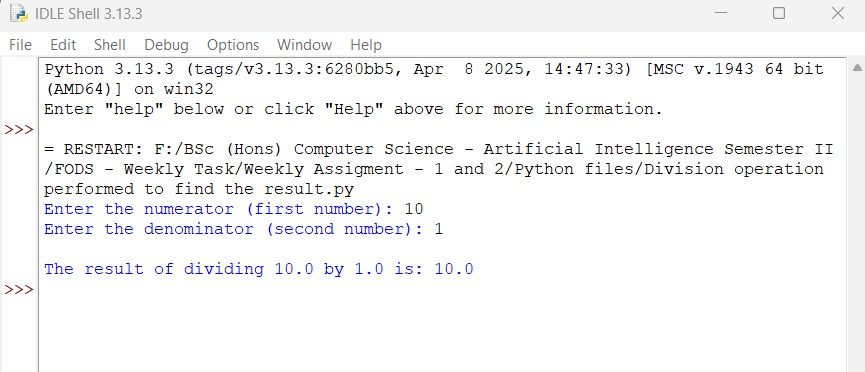 IDLE Shell 3.13.3
File Edit Shell Debug Options Window Help
Python 3.13.3 (tags/v3.13.3:6280bb5, Apr  8 2025, 14:47:33) [MSC v.1943 64 bit
(AMD64)] on win32
Enter "help" below or click "Help" above for more information.
>>>
= RESTART: F:/BSc (Hons) Computer Science - Artificial Intelligence Semester II
/FODS - Weekly Task/Weekly Assigment - 1 and 2/Python files/Division operation
performed to find the result.py
Enter the numerator (first number): 10
Enter the denominator (second number): 1
The result of dividing 10.0 by 1.0 is: 10.0
>>>